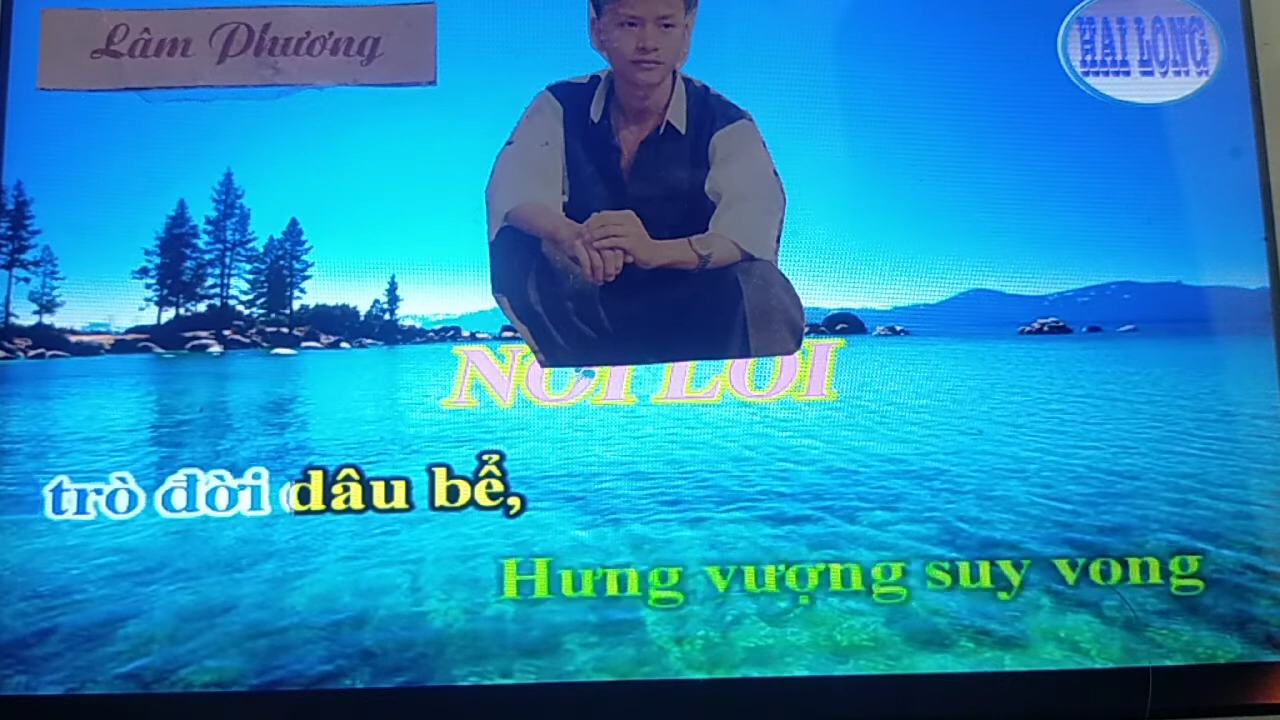 Lâm Phương
HAI LONG
trò đời dâu bể,
Hưng vượng suy vong